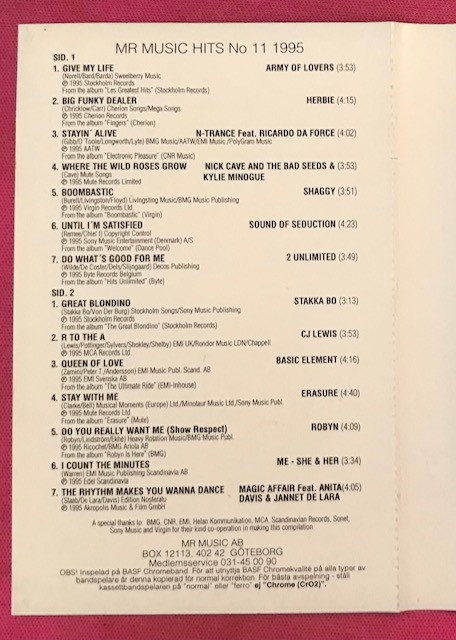 MR MUSIC HITS No 11 1995
SID. 1
1. GIVE MY LIFE ARMY OF LOVERS (3:53)
(Norell/Bard/Barda) Sweeberry Music
℗ 1995 Stockholm Records
From the album "Les Greatest Hits" (Stockholm Records)
2. BIG FUNKY DEALER HERBIE (4:15)
(Chricklow/Carr) Cherion Songs/Mega Songs
℗ 1995 Cherion Records
From the album "Fingers" (Cherion)
3. STAYIN´ ALIVE N-TRANCE Feat. RICARDO DA FORCE (4:02)
(Gibb/O´Toole/Longworth/Lyte) BMG Music/AATW/EMI Music /PolyGram Music
℗ 1995 AATW
From the album "Electronic Pleasure" (CNR Music)
4. WHERE THE WILD ROSES GROW NICK CAVE AND THE BAD SEEDS & (3:53)
(Cave) Mute Songs KYLIE MINOGUE
℗ 1995 Mute Records Limited
5. BOOMBASTIC SHAGGY (3:51)
(Burell/Livingston/Floyd) Livingsting Music/BMG Music Publishing
℗ 1995 Virgin Records Ltd.
From the album "Boombastic" (Virgin)
6. UNTIL I´M SATISFIED SOUND OF SEDUCTION (4:23)
(Remee/Chief I) Copyright Control
℗ 1995 Sony Music Entertainment (Denmark) A/S
From the album "Welcome" (Dance Pool)
7. DO WHAT´S GOOD FOR ME 2 UNLIMITED (3:49)
(Wilde/De Coster/Dels/Slijngaard) Decos Publishing
℗ 1995 Byte Records Belgium
From the album "Hits Unlimited" (Byte)
SID. 2
1. GREAT BLONDINO STAKKA BO (3:13)
(Stakka Bo/Von Der Burg) Stockholm Songs/Sony Music Publishing
℗ 1995 Stockholm Records
From the album "The Great Blondino" (Stockholm Records)
2. R TO THE A CJ LEWIS (3:53)
(Lewis/Pottinger/Sylvers/Shokley/Shelby) EMI UK/Rondor Music LDN/Chappell
℗ 1995 MCA Records Ltd.
3. QUEEN OF LOVE BASIC ELEMENT (4:16)
(Zamini/Peter T./Anderssen) EMI Music Publ. Scand. AB
℗ 1995 EMI Svenska AB
From the album "The Ultimate Ride" (EMI-Inhouse)
4. STAY WITH ME ERASURE (4:40)
(Clarke/Bell) Musical Moments (Europe) Ltd./Minotaur Music Ltd./Sony Music Publ.
℗ 1995 Mute Records Ltd.
From the album "Erasure" (Mute)
5. DO YOU REALLY WANT ME (Show Respect) ROBYN (4:09)
(Robyn/Lindström/Ekhé) Heavy Rotation Music/BMG Music Publ.
℗ 1995 Ricochet/BMG Ariola AB
From the album "Robyn Is Here" (BMG)
6. I COUNT THE MINUTES ME - SHE & HER (3:34)
(Warren) EMI Music Publishing Scandinavia AB
℗ 1995 Edel Scandinavia
7. THE RHYTHM MAKES YOU WANNA DANCE MAGIC AFFAIR Feat. ANITA(4:05)
(Staab/De Lara/Davis) Edition Nosferatu DAVIS & JANNET DE LARA
℗ 1995 Akropolis Music & Film GmbH
A special thanks to: BMG, CNR, EMI, Helan Kommunikation, MCA, Scandinavian Records, Sonet,
Sony Music and Virgin for their kind co-operation in making this compilation.
MR MUSIC AB
BOX 12113, 402 42 GÖTEBORG
Medlemsservice 031-45 00 90
OBS! Inspelad på BASF Chromeband. För att utnyttja BASF Chromekvalité på alla typer av
bandspelare är denna kopierad för normal korrektion. För bästa avspelning - ställ
kassettbandspelaren på "normal" eller "ferro" ej "Chrome (CrO2)".